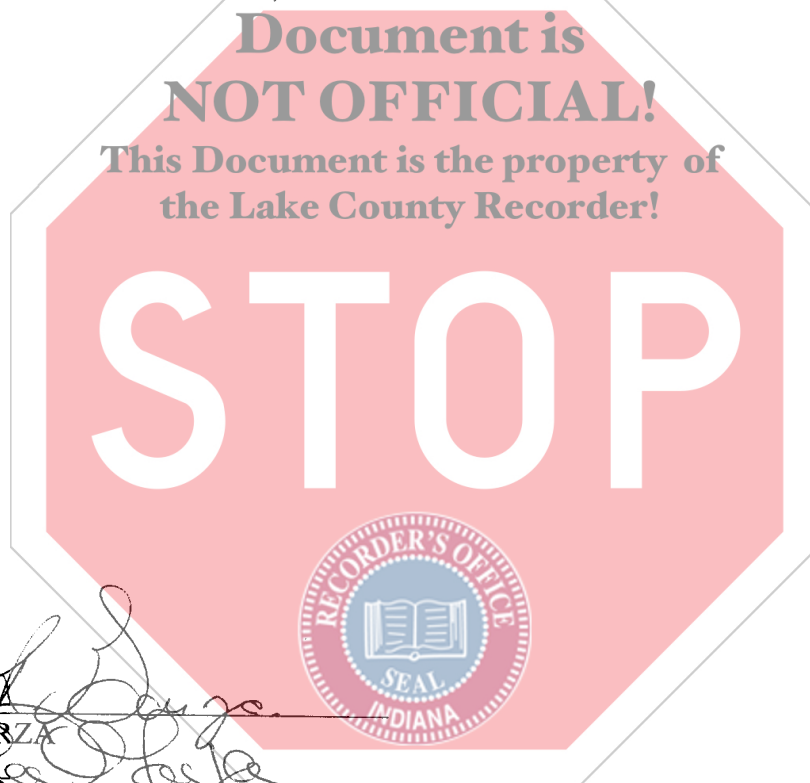 Document is
NOT OFFICIAL!
This Document is the property of
the Lake County Recorder!
STOP
RECORDER'S OFFICE
SEAL
INDIANA
RZA